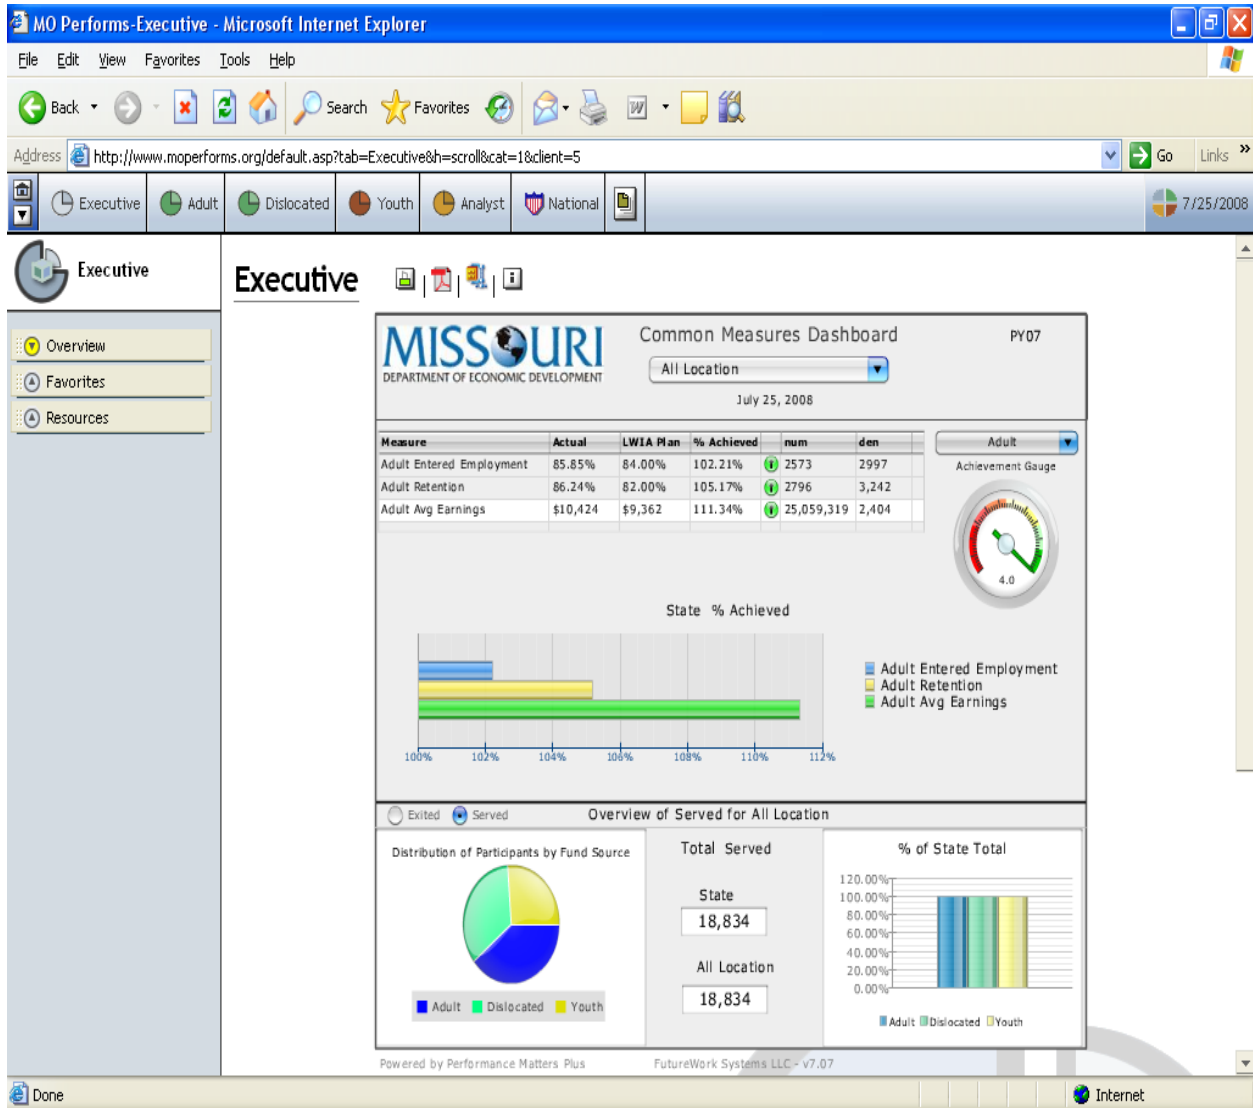 MO Performs-Executive - Microsoft Internet Explorer
File Edit View Favorites Tools Help
Back Search Favorites
Address http://www.moperforms.org/default.asp?tab=Executive&h=scroll&cat=1&client=5 Go Links »
Executive Adult Dislocated Youth Analyst National 7/25/2008
Executive
Overview
Favorites
Resources
Executive
MISSOURI
DEPARTMENT OF ECONOMIC DEVELOPMENT
Common Measures Dashboard PY07
All Location
July 25, 2008
Measure Actual LWIA Plan % Achieved num den
Adult Entered Employment 85.85% 84.00% 102.21% 2573 2997
Adult Retention 86.24% 82.00% 105.17% 2796 3,242
Adult Avg Earnings $10,424 $9,362 111.34% 25,059,319 2,404
Adult
Achievement Gauge
4.0
State % Achieved
Adult Entered Employment
Adult Retention
Adult Avg Earnings
100% 102% 104% 106% 108% 110% 112%
Exited Served Overview of Served for All Location
Distribution of Participants by Fund Source
Adult Dislocated Youth
Total Served
State
18,834
All Location
18,834
% of State Total
120.00%
100.00%
80.00%
60.00%
40.00%
20.00%
0.00%
Adult Dislocated Youth
Powered by Performance Matters Plus FutureWork Systems LLC - v7.07
Done Internet